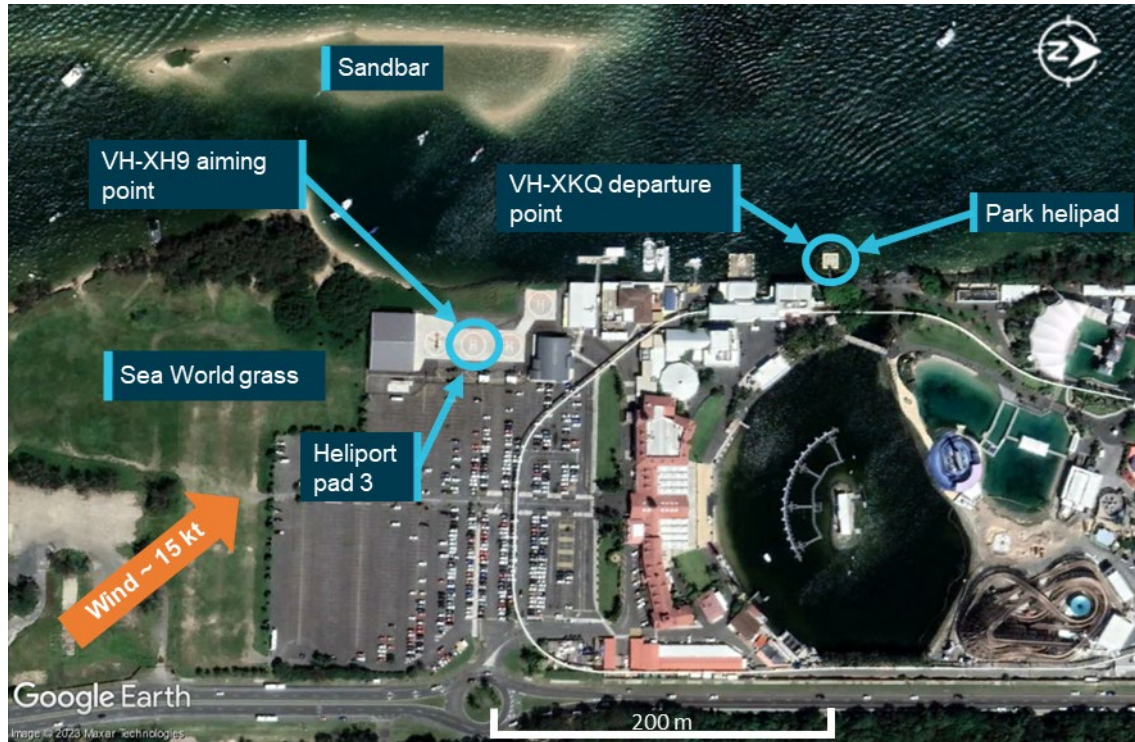 Sandbar
VH-XH9 aiming
point
VH-XKQ departure
point
Park helipad
Sea World grass
Heliport
pad 3
Wind ~ 15 kt
Google Earth
200 m
Image © 2023 Maxar Technologies
H
H
H
N